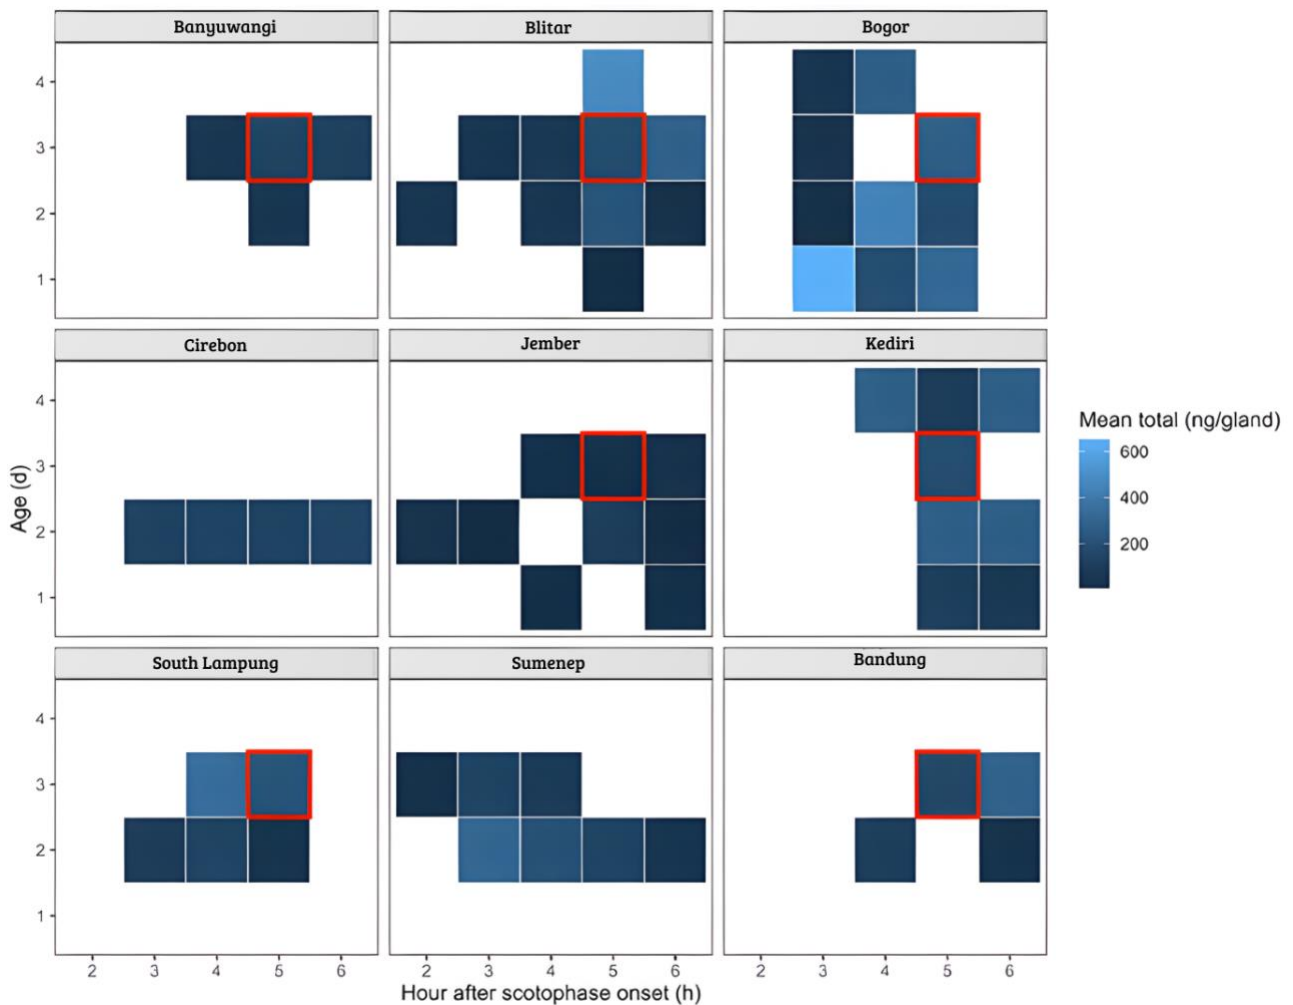 Banyuwangi
Blitar
Bogor
4
3
2
1
Cirebon
Jember
Kediri
4
3
2
1
Age (d)
Mean total (ng/gland)
600
400
200
South Lampung
Sumenep
Bandung
4
3
2
1
2 3 4 5 6
2 3 4 5 6
2 3 4 5 6
Hour after scotophase onset (h)